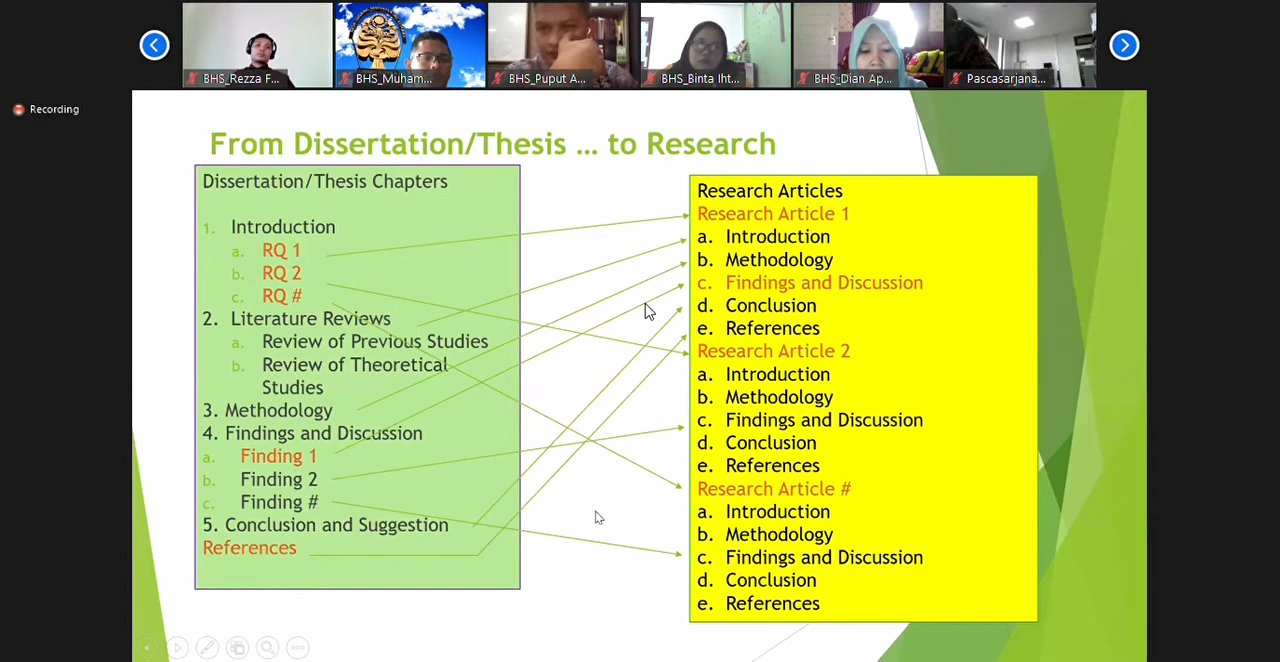 BHS_Rezza F...
BHS_Muham...
BHS_Puput A...
BHS_Binta Iht...
BHS_Dian Ap...
Pascasarjana...
Recording
From Dissertation/Thesis … to Research
Dissertation/Thesis Chapters
1. Introduction
a. RQ 1
b. RQ 2
c. RQ #
2. Literature Reviews
a. Review of Previous Studies
b. Review of Theoretical
Studies
3. Methodology
4. Findings and Discussion
a. Finding 1
b. Finding 2
c. Finding #
5. Conclusion and Suggestion
References
Research Articles
Research Article 1
a. Introduction
b. Methodology
c. Findings and Discussion
d. Conclusion
e. References
Research Article 2
a. Introduction
b. Methodology
c. Findings and Discussion
d. Conclusion
e. References
Research Article #
a. Introduction
b. Methodology
c. Findings and Discussion
d. Conclusion
e. References